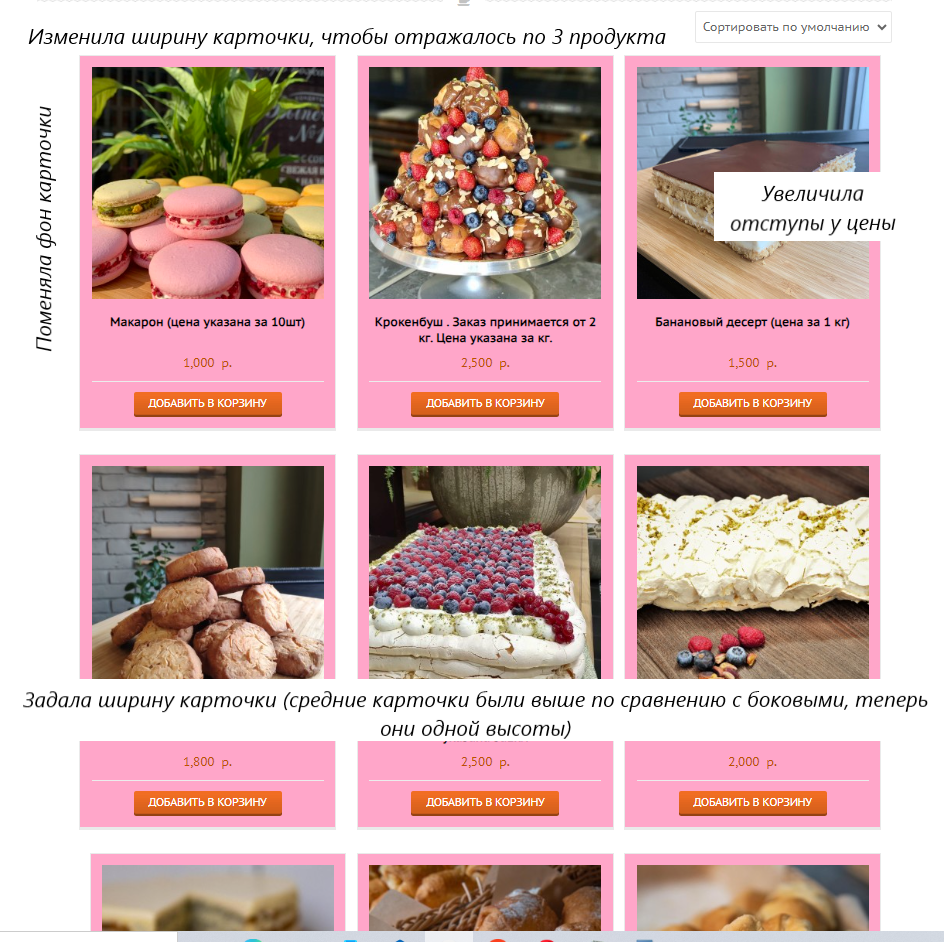 Сортировать по умолчанию
Изменила ширину карточки, чтобы отражалось по 3 продукта
Поменяла фон карточки
Увеличила
отступы у цены
Макарон (цена указана за 10шт)
Крокенбуш . Заказ принимается от 2
кг. Цена указана за кг.
Банановый десерт (цена за 1 кг)
1,000 р.
2,500 р.
1,500 р.
ДОБАВИТЬ В КОРЗИНУ
ДОБАВИТЬ В КОРЗИНУ
ДОБАВИТЬ В КОРЗИНУ
Задала ширину карточки (средние карточки были выше по сравнению с боковыми, теперь
они одной высоты)
1,800 р.
2,500 р.
2,000 р.
ДОБАВИТЬ В КОРЗИНУ
ДОБАВИТЬ В КОРЗИНУ
ДОБАВИТЬ В КОРЗИНУ